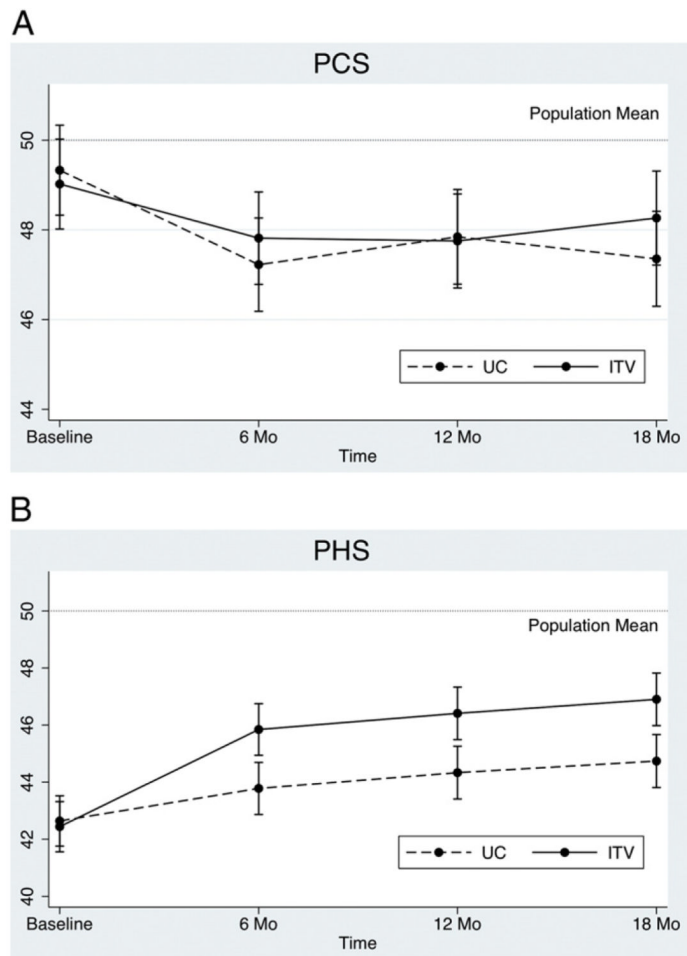 A
PCS
Population Mean
50
48
46
44
UC ITV
Baseline 6 Mo 12 Mo 18 Mo
Time
B
PHS
50
Population Mean
48
46
44
42
UC ITV
40
Baseline 6 Mo 12 Mo 18 Mo
Time